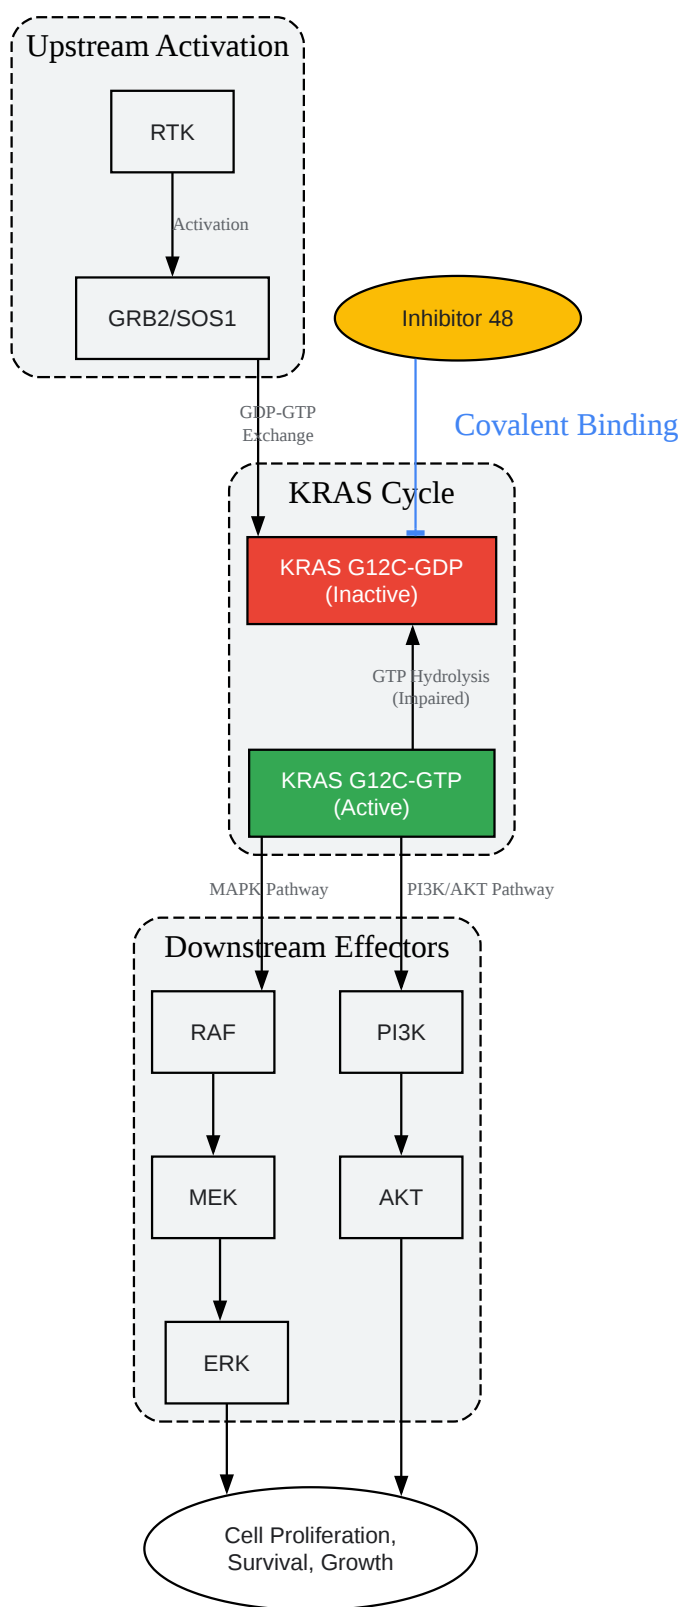 Upstream Activation
RTK
Activation
GRB2/SOS1
Inhibitor 48
GDP-GTP
Exchange
Covalent Binding
KRAS Cycle
KRAS G12C-GDP
(Inactive)
GTP Hydrolysis
(Impaired)
KRAS G12C-GTP
(Active)
MAPK Pathway
PI3K/AKT Pathway
Downstream Effectors
RAF
PI3K
MEK
AKT
ERK
Cell Proliferation,
Survival, Growth